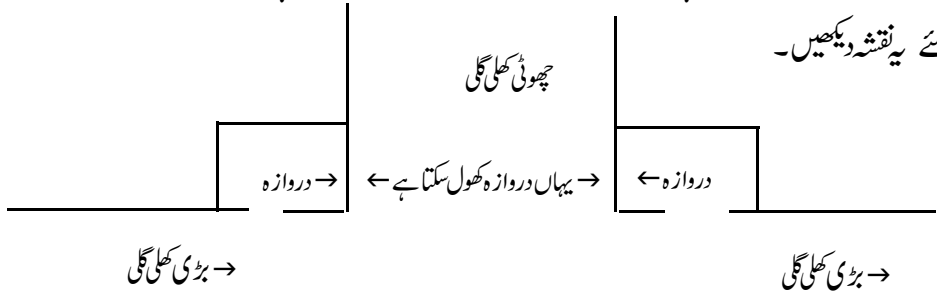 ئے یہ نقشہ دیکھیں۔
چھوٹی کھلی گلی
دروازہ ← → یہاں دروازہ کھول سکتا ہے ← → دروازہ
→ بڑی کھلی گلی → بڑی کھلی گلی